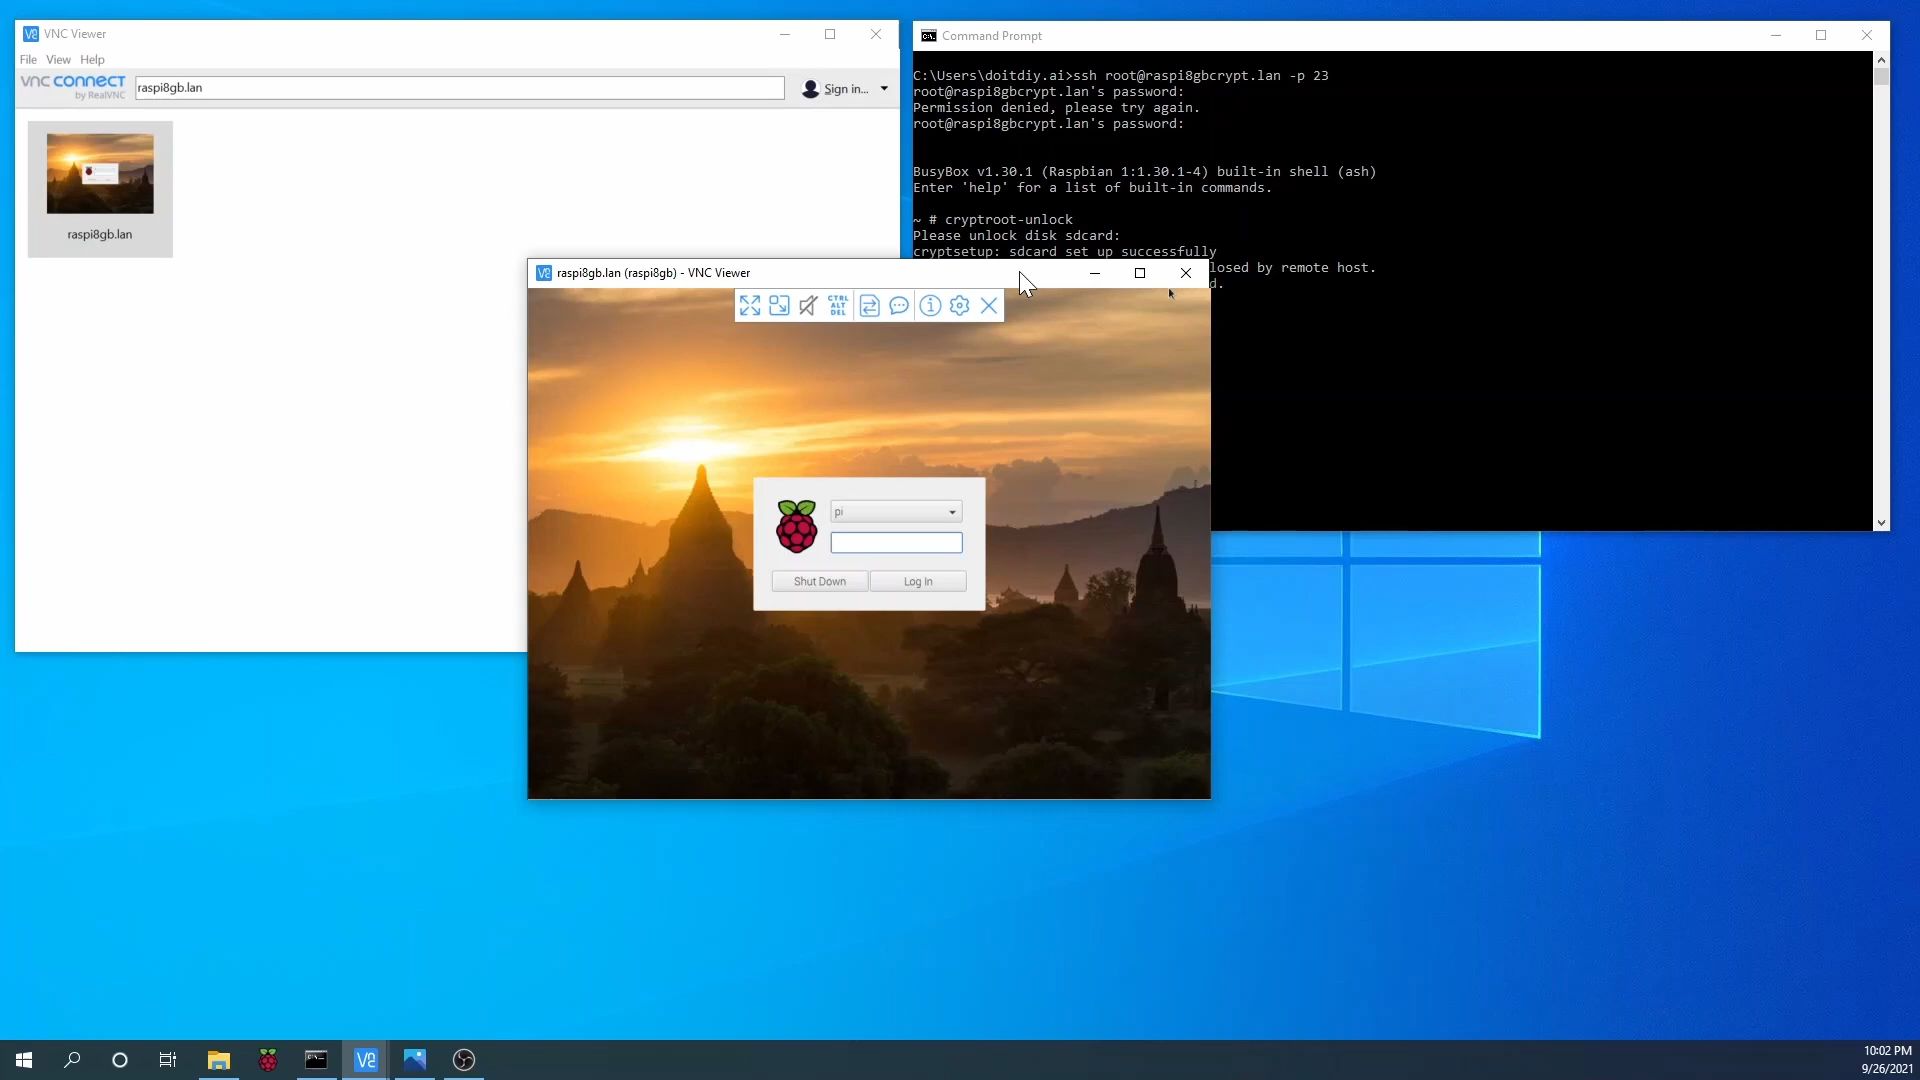 VNC Viewer
File View Help
vnc connect
by RealVNC
raspi8gb.lan
Sign in...
raspi8gb.lan
Command Prompt
C:\Users\doitdiy.ai>ssh root@raspi8gbcrypt.lan -p 23
root@raspi8gbcrypt.lan's password:
Permission denied, please try again.
root@raspi8gbcrypt.lan's password:
BusyBox v1.30.1 (Raspbian 1:1.30.1-4) built-in shell (ash)
Enter 'help' for a list of built-in commands.
~ # cryptroot-unlock
Please unlock disk sdcard:
cryptsetup: sdcard set up successfully
losed by remote host.
d.
raspi8gb.lan (raspi8gb) - VNC Viewer
CTRL
ALT
DEL
pi
Shut Down Log In
10:02 PM
9/26/2021